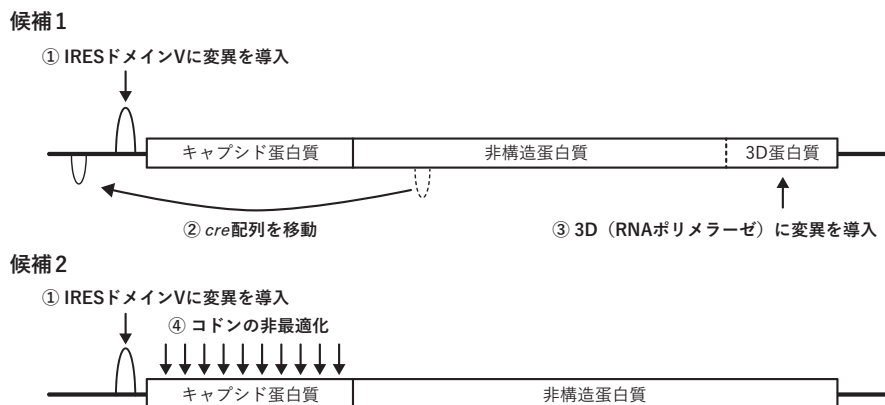 候補1
① IRESドメインVに変異を導入
キャプシド蛋白質 非構造蛋白質 3D蛋白質
② cre配列を移動 ③ 3D（RNAポリメラーゼ）に変異を導入
候補2
① IRESドメインVに変異を導入
④ コドンの非最適化
キャプシド蛋白質 非構造蛋白質